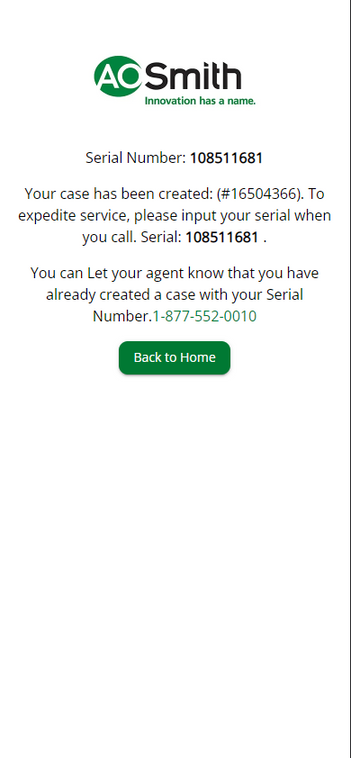 AO Smith
Innovation has a name.
Serial Number: 108511681
Your case has been created: (#16504366). To
expedite service, please input your serial when
you call. Serial: 108511681 .
You can Let your agent know that you have
already created a case with your Serial
Number.1-877-552-0010
Back to Home